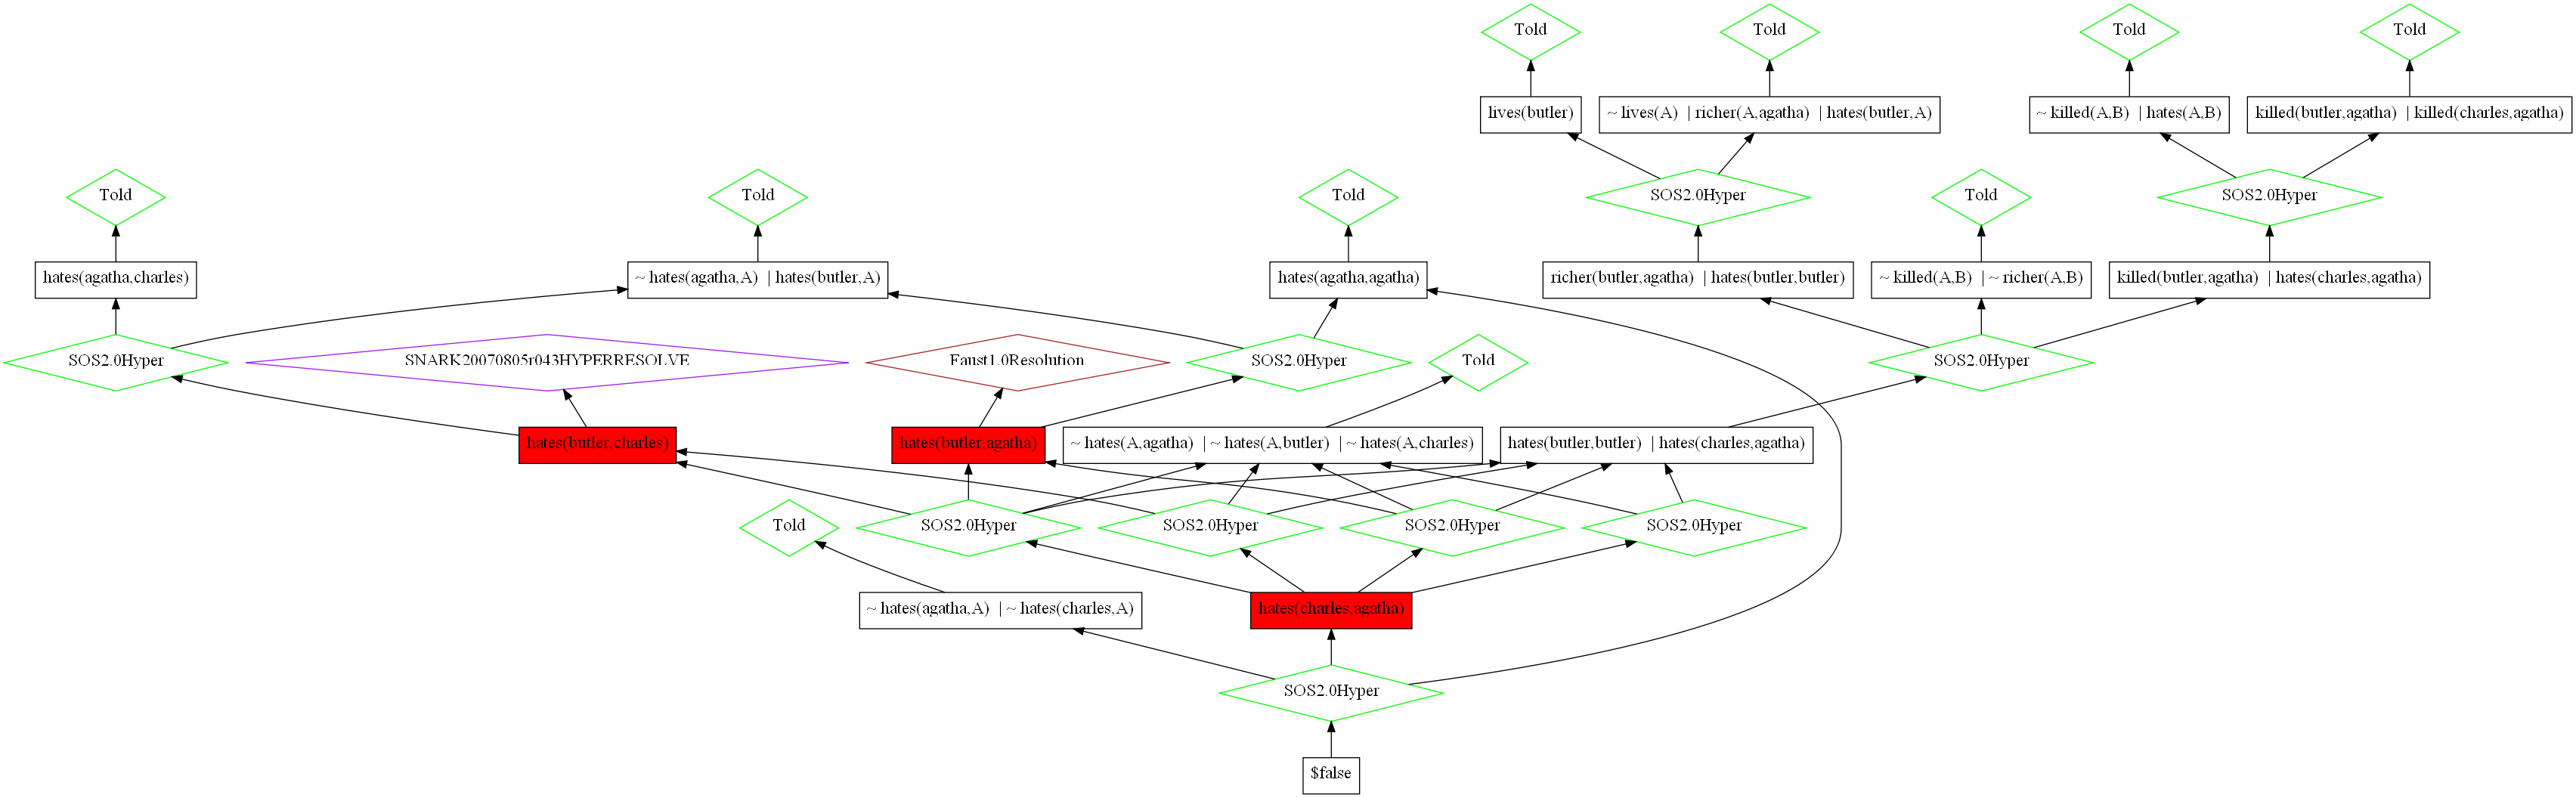 Told
Told
Told
Told
lives(butler)
~ lives(A) | richer(A,agatha) | hates(butler,A)
~ killed(A,B) | hates(A,B)
killed(butler,agatha) | killed(charles,agatha)
Told
Told
Told
SOS2.0Hyper
Told
SOS2.0Hyper
hates(agatha,charles)
~ hates(agatha,A) | hates(butler,A)
hates(agatha,agatha)
richer(butler,agatha) | hates(butler,butler)
~ killed(A,B) | ~ richer(A,B)
killed(butler,agatha) | hates(charles,agatha)
SOS2.0Hyper
SNARK20070805r043HYPERRESOLVE
Faust1.0Resolution
SOS2.0Hyper
Told
SOS2.0Hyper
hates(butler,charles)
hates(butler,agatha)
~ hates(A,agatha) | ~ hates(A,butler) | ~ hates(A,charles)
hates(butler,butler) | hates(charles,agatha)
Told
SOS2.0Hyper
SOS2.0Hyper
SOS2.0Hyper
SOS2.0Hyper
~ hates(agatha,A) | ~ hates(charles,A)
hates(charles,agatha)
SOS2.0Hyper
$false